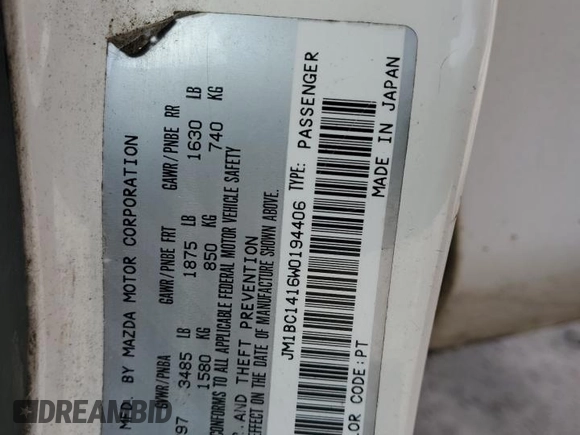 MFD. BY MAZDA MOTOR CORPORATION
97 GVWR/PNBA GAWR/PNBE FRT GAWR/PNBE RR
3485 LB 1875 LB 1630 LB
1580 KG 850 KG 740 KG
CONFORMS TO ALL APPLICABLE FEDERAL MOTOR VEHICLE SAFETY
AND THEFT PREVENTION
EFFECT ON THE DATE OF MANUFACTURE SHOWN ABOVE.
JM1BC1416W0194406 TYPE: PASSENGER
CODE:PT MADE IN JAPAN
DREAMBID